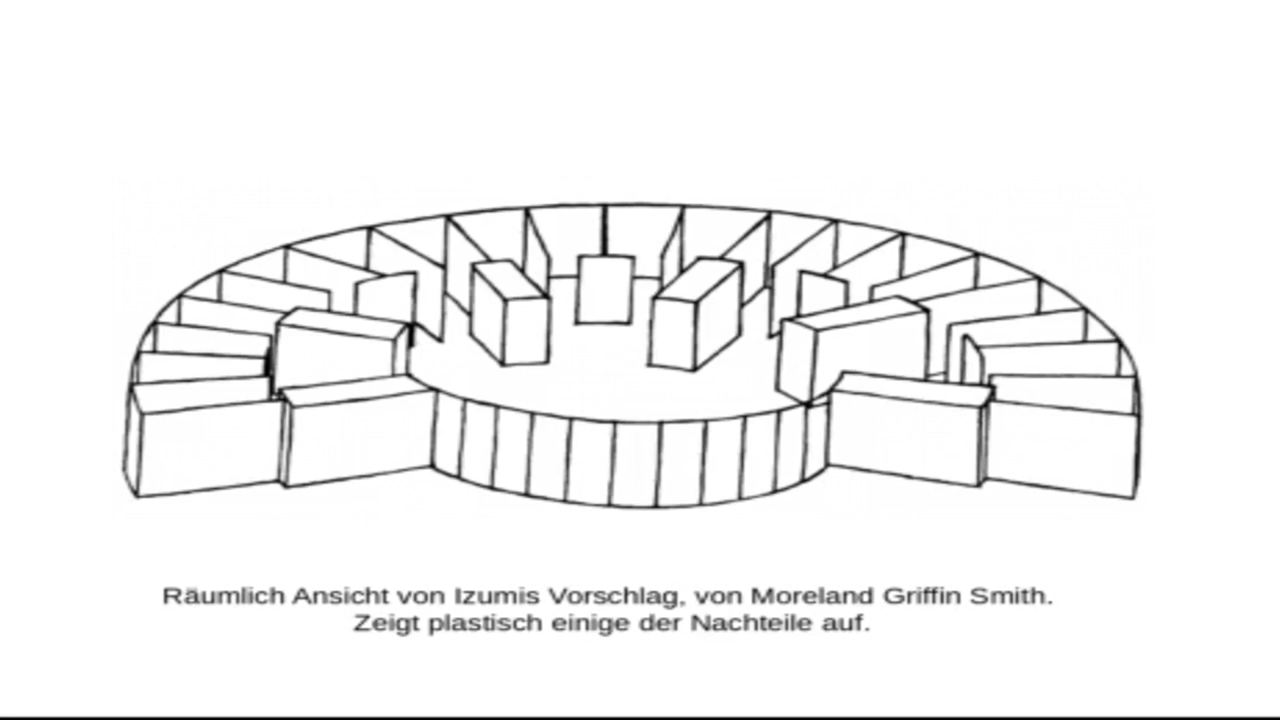 Räumlich Ansicht von Izumis Vorschlag, von Moreland Griffin Smith.
Zeigt plastisch einige der Nachteile auf.